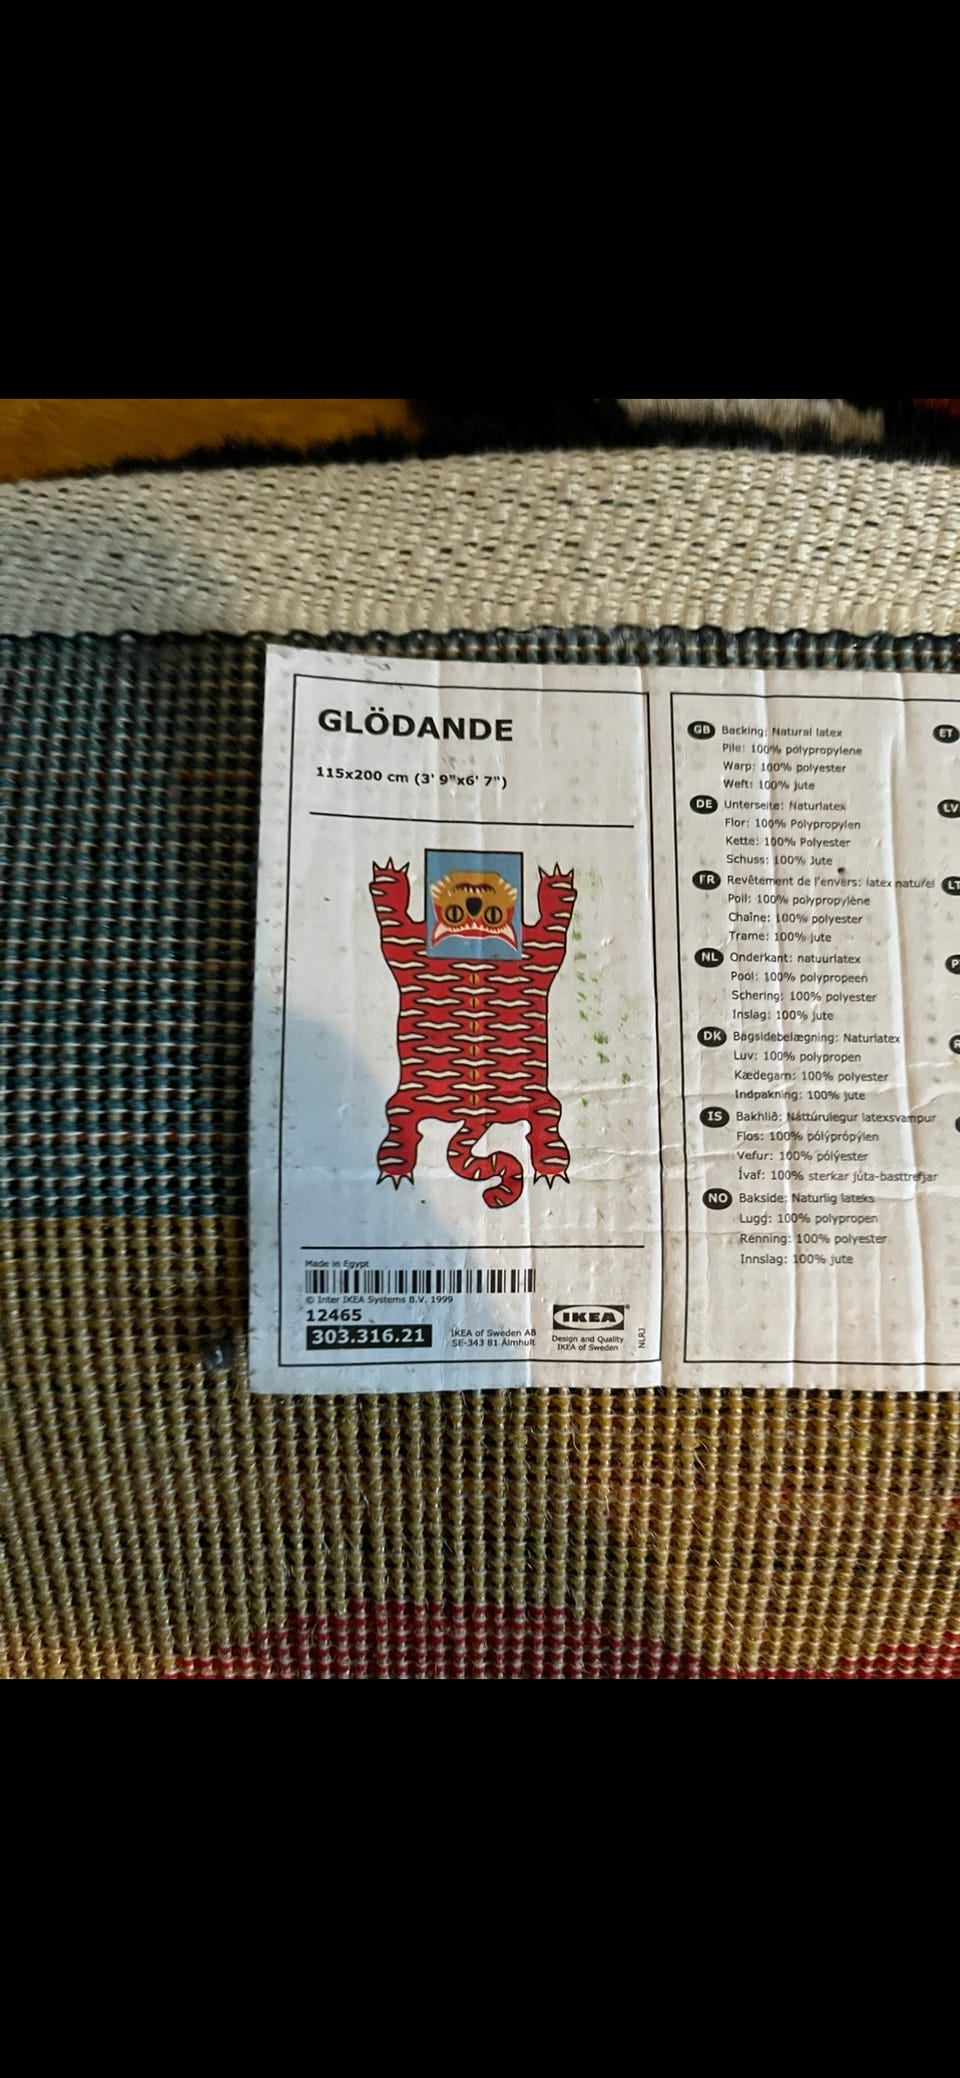 GLÖDANDE
115x200 cm (3' 9"x6' 7")
Made in Egypt
© Inter IKEA Systems B.V. 1999
12465
303.316.21
IKEA of Sweden AB
SE-343 81 Älmhult
IKEA
Design and Quality
IKEA of Sweden
NLRJ
GB Backing: Natural latex
Pile: 100% polypropylene
Warp: 100% polyester
Weft: 100% jute
DE Unterseite: Naturlatex
Flor: 100% Polypropylen
Kette: 100% Polyester
Schuss: 100% Jute
FR Revêtement de l'envers: latex naturel
Poil: 100% polypropylène
Chaîne: 100% polyester
Trame: 100% jute
NL Onderkant: natuurlatex
Pool: 100% polypropeen
Schering: 100% polyester
Inslag: 100% jute
DK Bagsidebelægning: Naturlatex
Luv: 100% polypropen
Kædegarn: 100% polyester
Indpakning: 100% jute
IS Bakhlið: Náttúrulegur latexsvampur
Flos: 100% pólýprópýlen
Vefur: 100% pólýester
Ívaf: 100% sterkar júta-basttrefjar
NO Bakside: Naturlig lateks
Lugg: 100% polypropen
Renning: 100% polyester
Innslag: 100% jute
ET
LV
LT